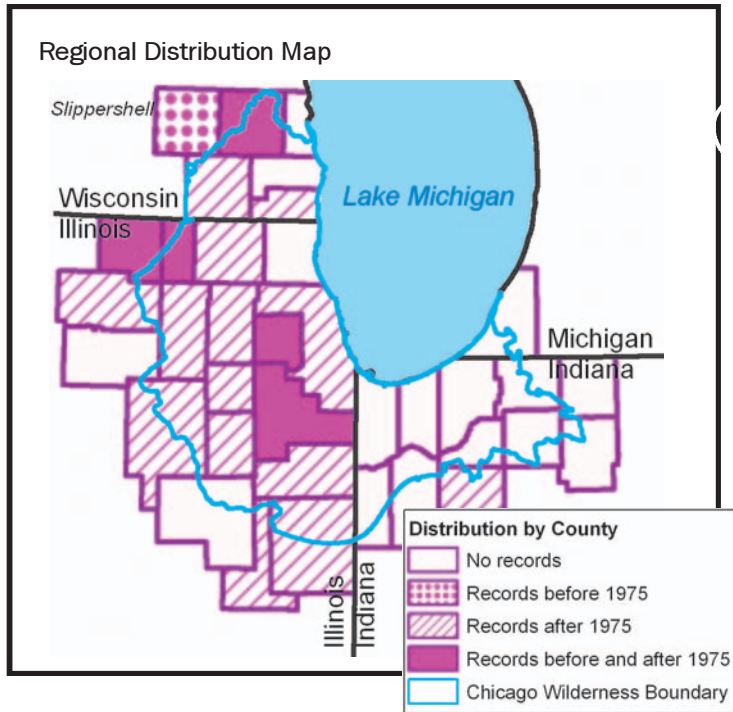 Regional Distribution Map
Slippershell
Wisconsin
Illinois
Lake Michigan
Michigan
Indiana
Illinois
Indiana
Distribution by County
No records
Records before 1975
Records after 1975
Records before and after 1975
Chicago Wilderness Boundary